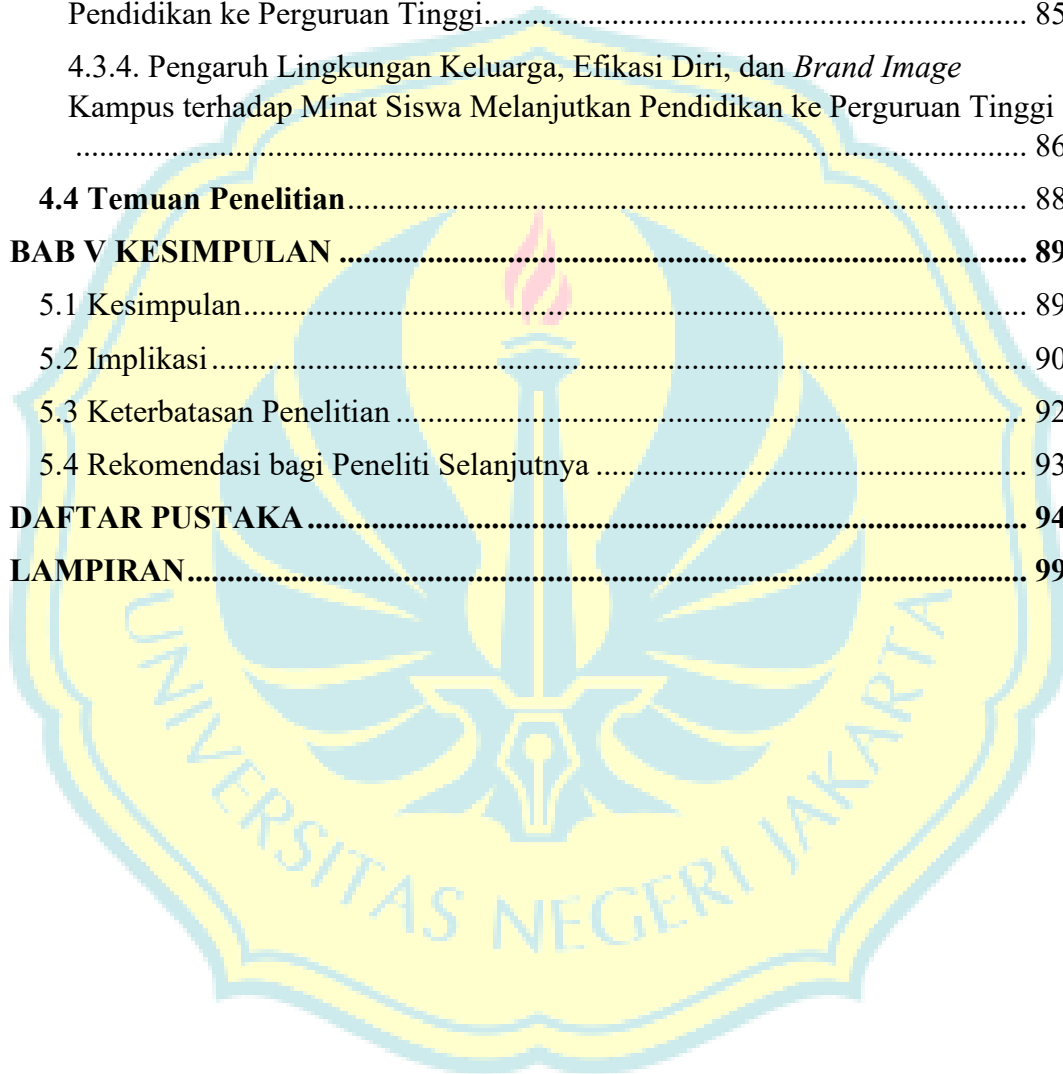 Pendidikan ke Perguruan Tinggi.................................................................... 85
4.3.4. Pengaruh Lingkungan Keluarga, Efikasi Diri, dan Brand Image
Kampus terhadap Minat Siswa Melanjutkan Pendidikan ke Perguruan Tinggi
........................................................................................................................ 86
4.4 Temuan Penelitian..................................................................................... 88
BAB V KESIMPULAN ..................................................................................... 89
5.1 Kesimpulan.................................................................................................. 89
5.2 Implikasi...................................................................................................... 90
5.3 Keterbatasan Penelitian ............................................................................... 92
5.4 Rekomendasi bagi Peneliti Selanjutnya ...................................................... 93
DAFTAR PUSTAKA.......................................................................................... 94
LAMPIRAN......................................................................................................... 99
UNIVERSITAS NEGERI JAKARTA